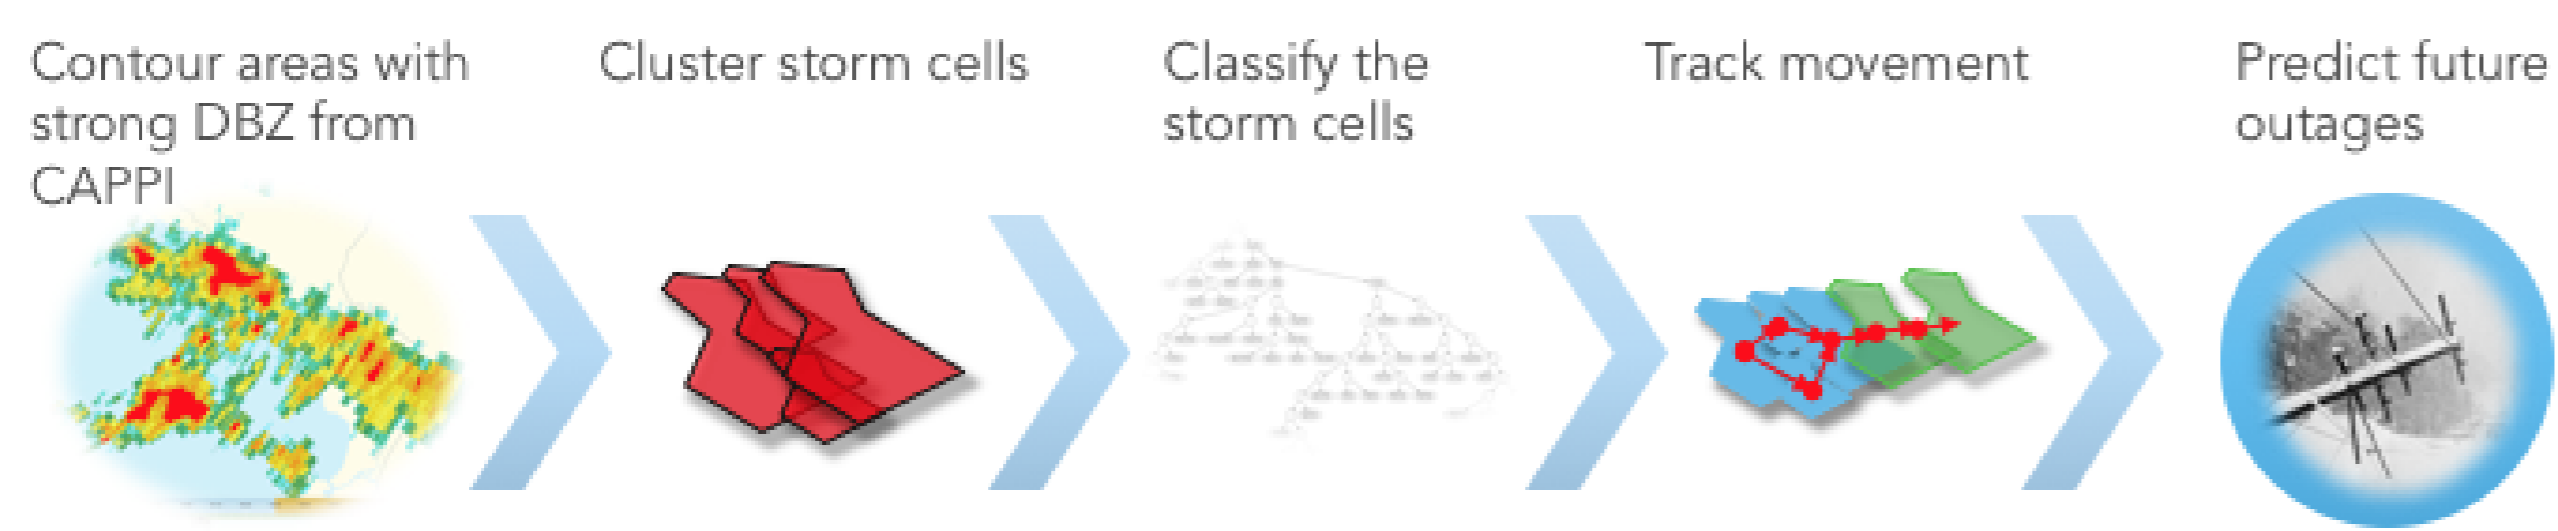 Contour areas with
strong DBZ from
CAPPI
Cluster storm cells
Classify the
storm cells
Track movement
Predict future
outages